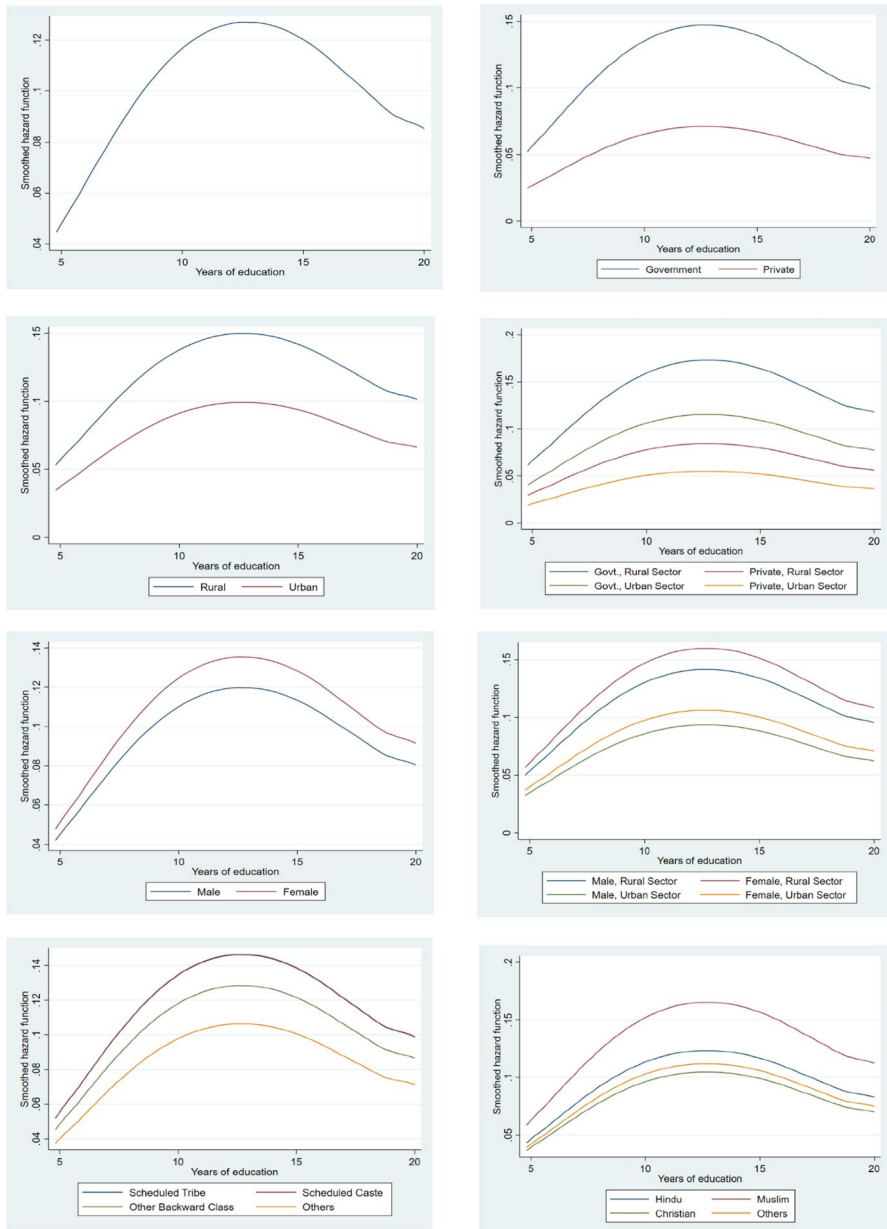 Smoothed hazard function
.12
.1
.08
.06
.04
5 10 15 20
Years of education
Smoothed hazard function
.15
.1
.05
0
5 10 15 20
Years of education
Government Private
Smoothed hazard function
.15
.1
.05
0
5 10 15 20
Years of education
Rural Urban
Smoothed hazard function
.2
.15
.1
.05
0
5 10 15 20
Years of education
Govt., Rural Sector Private, Rural Sector
Govt., Urban Sector Private, Urban Sector
Smoothed hazard function
.14
.12
.1
.08
.06
.04
5 10 15 20
Years of education
Male Female
Smoothed hazard function
.15
.1
.05
0
5 10 15 20
Years of education
Male, Rural Sector Female, Rural Sector
Male, Urban Sector Female, Urban Sector
Smoothed hazard function
.14
.12
.1
.08
.06
.04
5 10 15 20
Years of education
Scheduled Tribe Scheduled Caste
Other Backward Class Others
Smoothed hazard function
.2
.15
.1
.05
5 10 15 20
Years of education
Hindu Muslim
Christian Others